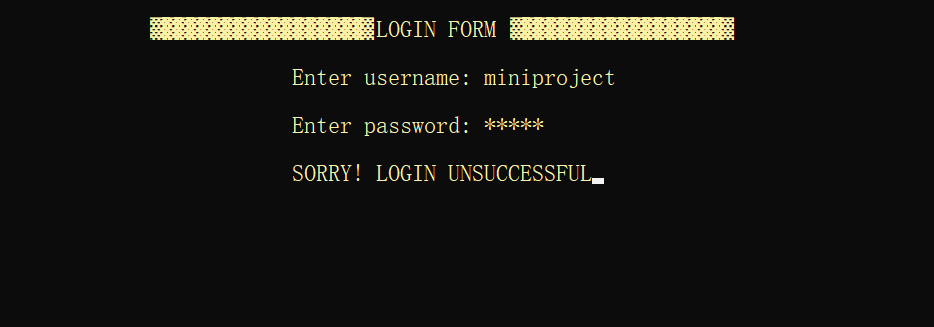 LOGIN FORM
Enter username: miniproject
Enter password: *****
SORRY! LOGIN UNSUCCESSFUL